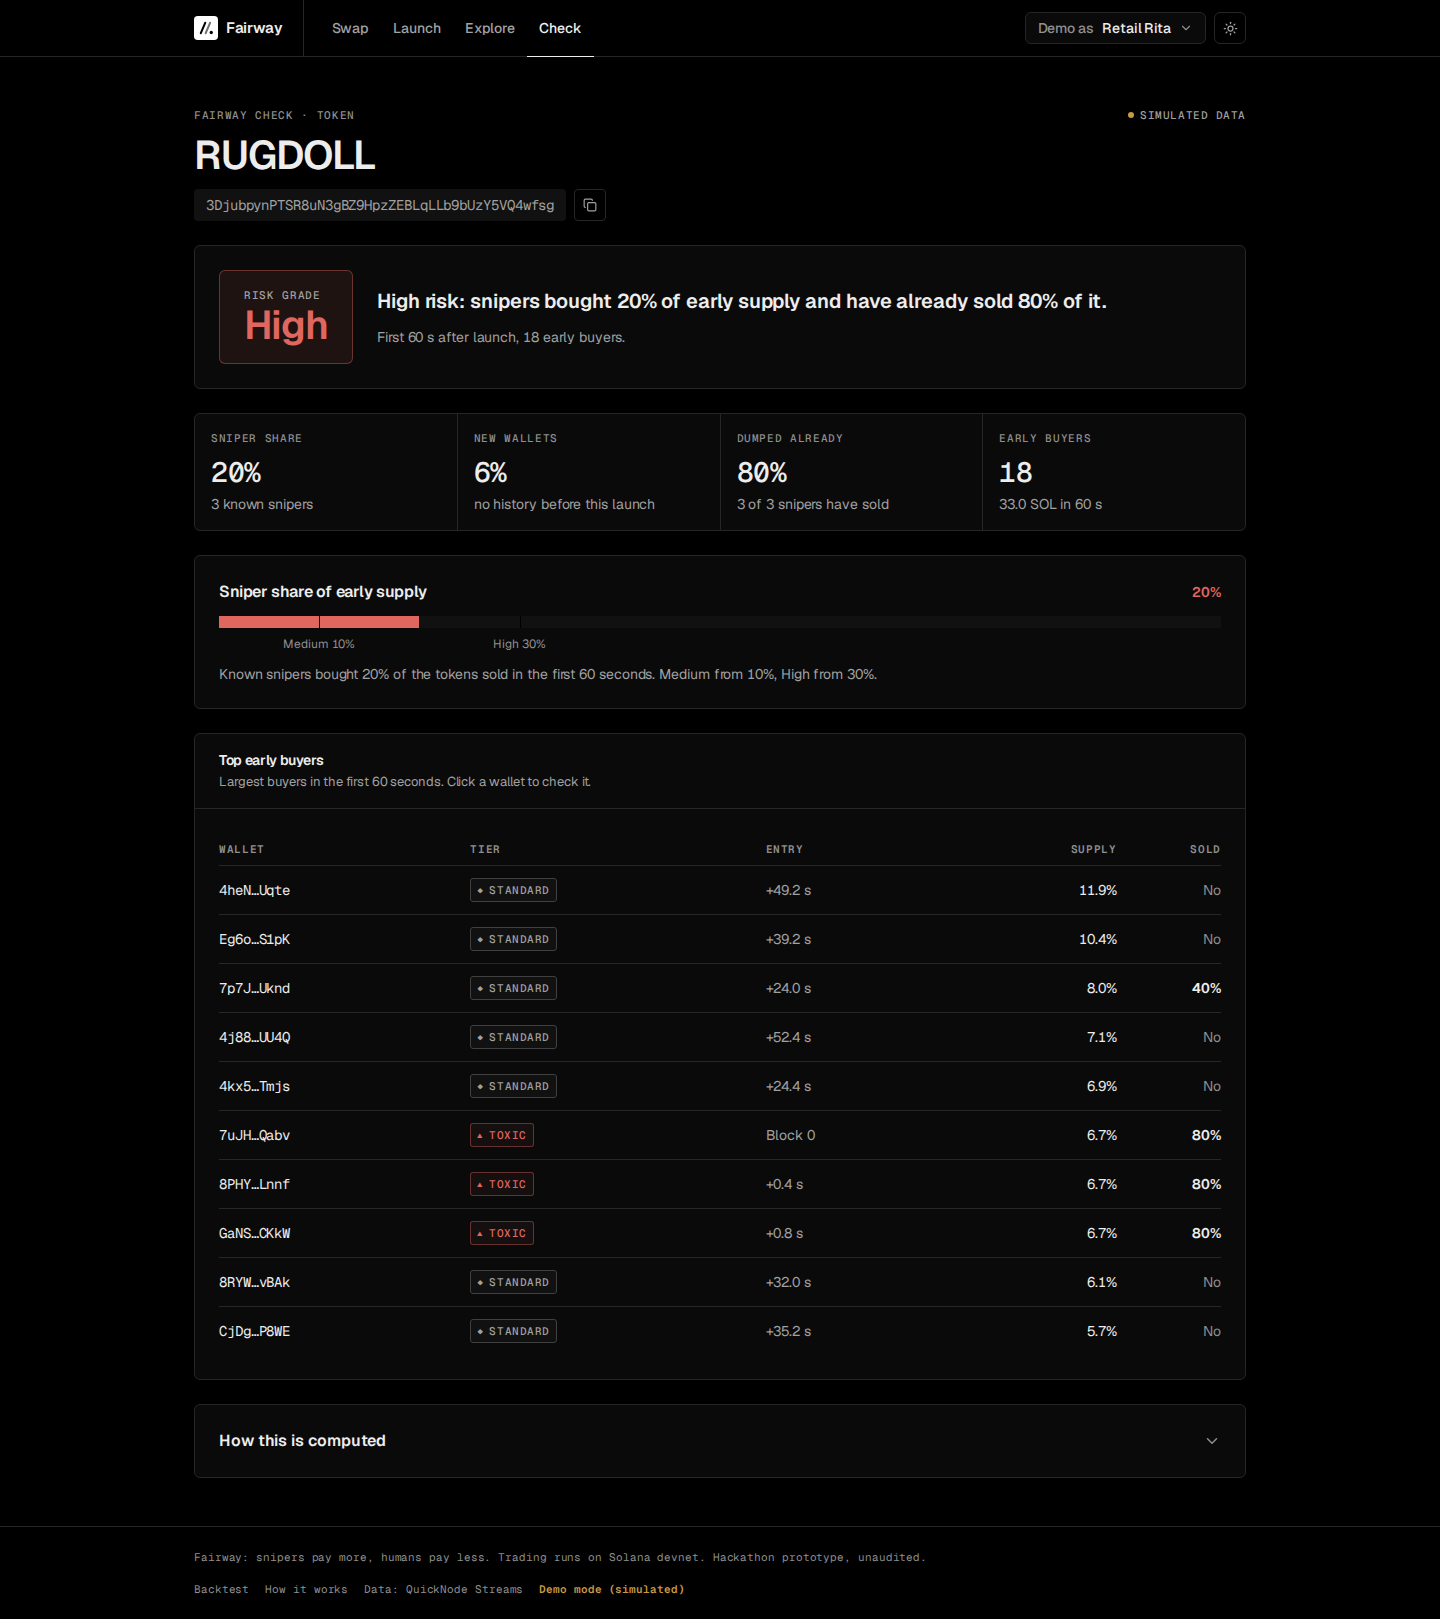 Fairway
Swap Launch Explore Check
Demo as Retail Rita
FAIRWAY CHECK · TOKEN
SIMULATED DATA
RUGDOLL
3DjubpynPTSR8uN3gBZ9HpzZEBLqLLb9bUzY5VQ4wfsg
RISK GRADE
High
High risk: snipers bought 20% of early supply and have already sold 80% of it.
First 60 s after launch, 18 early buyers.
SNIPER SHARE
20%
3 known snipers
NEW WALLETS
6%
no history before this launch
DUMPED ALREADY
80%
3 of 3 snipers have sold
EARLY BUYERS
18
33.0 SOL in 60 s
Sniper share of early supply 20%
Medium 10% High 30%
Known snipers bought 20% of the tokens sold in the first 60 seconds. Medium from 10%, High from 30%.
Top early buyers
Largest buyers in the first 60 seconds. Click a wallet to check it.
WALLET TIER ENTRY SUPPLY SOLD
4heN…Uqte ◆ STANDARD +49.2 s 11.9% No
Eg6o…S1pK ◆ STANDARD +39.2 s 10.4% No
7p7J…Uknd ◆ STANDARD +24.0 s 8.0% 40%
4j88…UU4Q ◆ STANDARD +52.4 s 7.1% No
4kx5…Tmjs ◆ STANDARD +24.4 s 6.9% No
7uJH…Qabv ▲ TOXIC Block 0 6.7% 80%
8PHY…Lnnf ▲ TOXIC +0.4 s 6.7% 80%
GaNS…CKkW ▲ TOXIC +0.8 s 6.7% 80%
8RYW…vBAk ◆ STANDARD +32.0 s 6.1% No
CjDg…P8WE ◆ STANDARD +35.2 s 5.7% No
How this is computed
Fairway: snipers pay more, humans pay less. Trading runs on Solana devnet. Hackathon prototype, unaudited.
Backtest How it works Data: QuickNode Streams Demo mode (simulated)